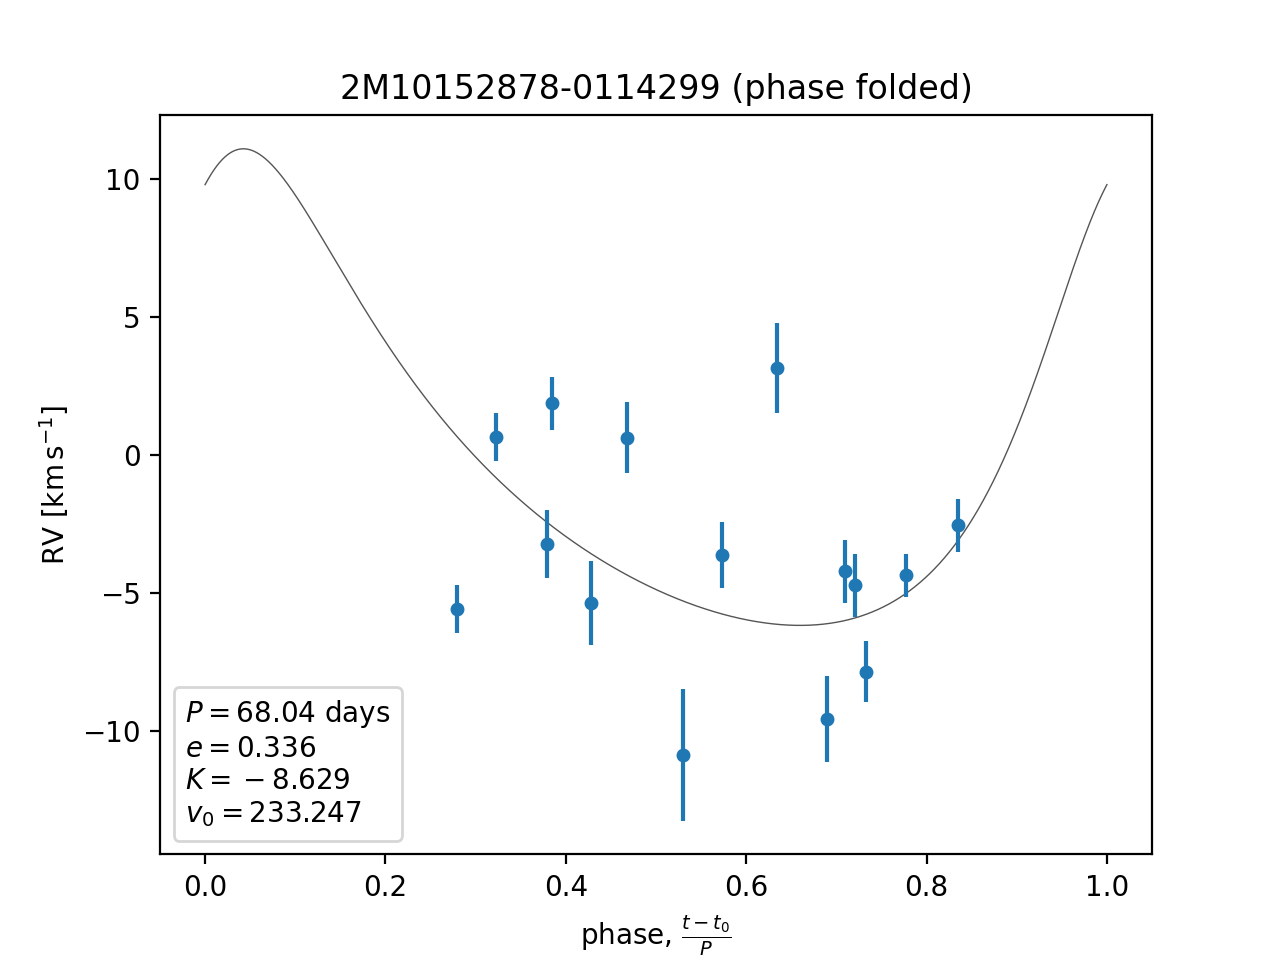 2M10152878-0114299 (phase folded)
10
5
0
−5
−10
RV [km s⁻¹]
P = 68.04 days
e = 0.336
K = −8.629
v₀ = 233.247
0.0 0.2 0.4 0.6 0.8 1.0
phase, (t − t₀)/P